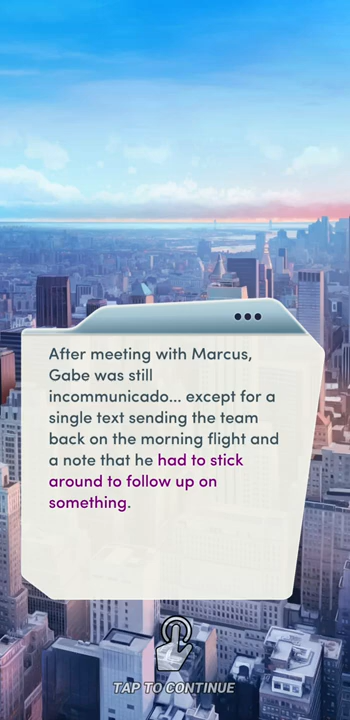 After meeting with Marcus,
Gabe was still
incommunicado... except for a
single text sending the team
back on the morning flight and
a note that he had to stick
around to follow up on
something.
TAP TO CONTINUE